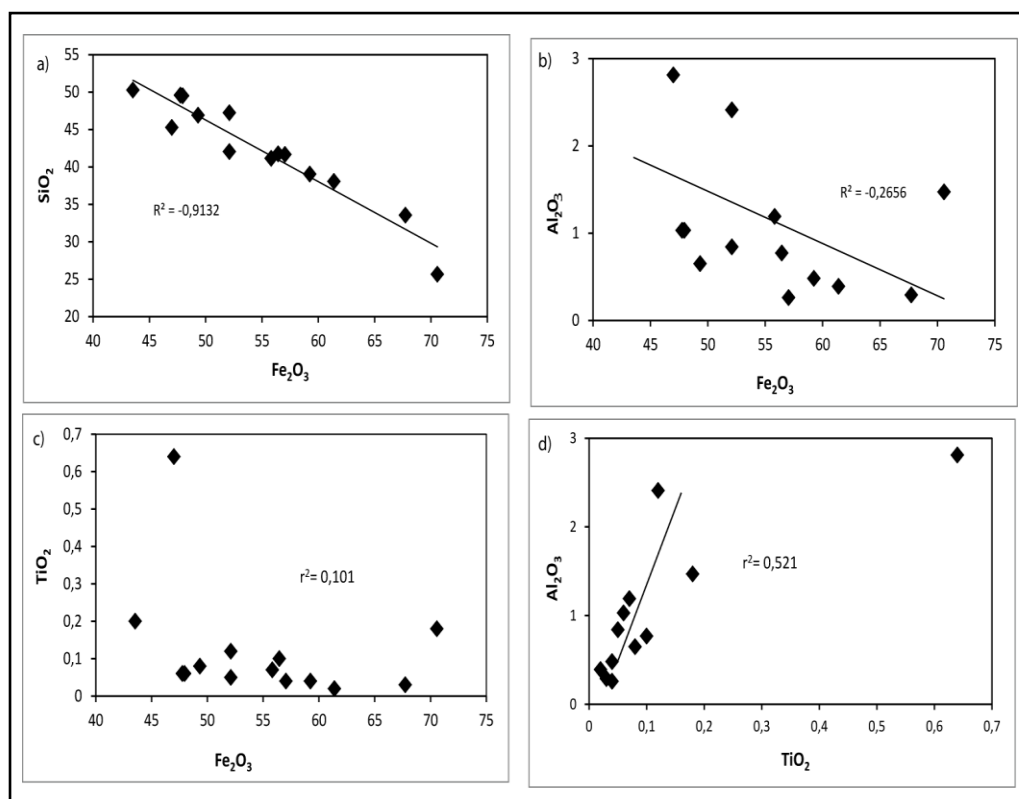 a)
55
50
45
40
35
30
25
20
SiO₂
R² = -0,9132
40 45 50 55 60 65 70 75
Fe₂O₃
b)
3
2
1
0
Al₂O₃
R² = -0,2656
40 45 50 55 60 65 70 75
Fe₂O₃
c)
0,7
0,6
0,5
0,4
0,3
0,2
0,1
0
TiO₂
r²= 0,101
40 45 50 55 60 65 70 75
Fe₂O₃
d)
3
2
1
0
Al₂O₃
r²= 0,521
0 0,1 0,2 0,3 0,4 0,5 0,6 0,7
TiO₂